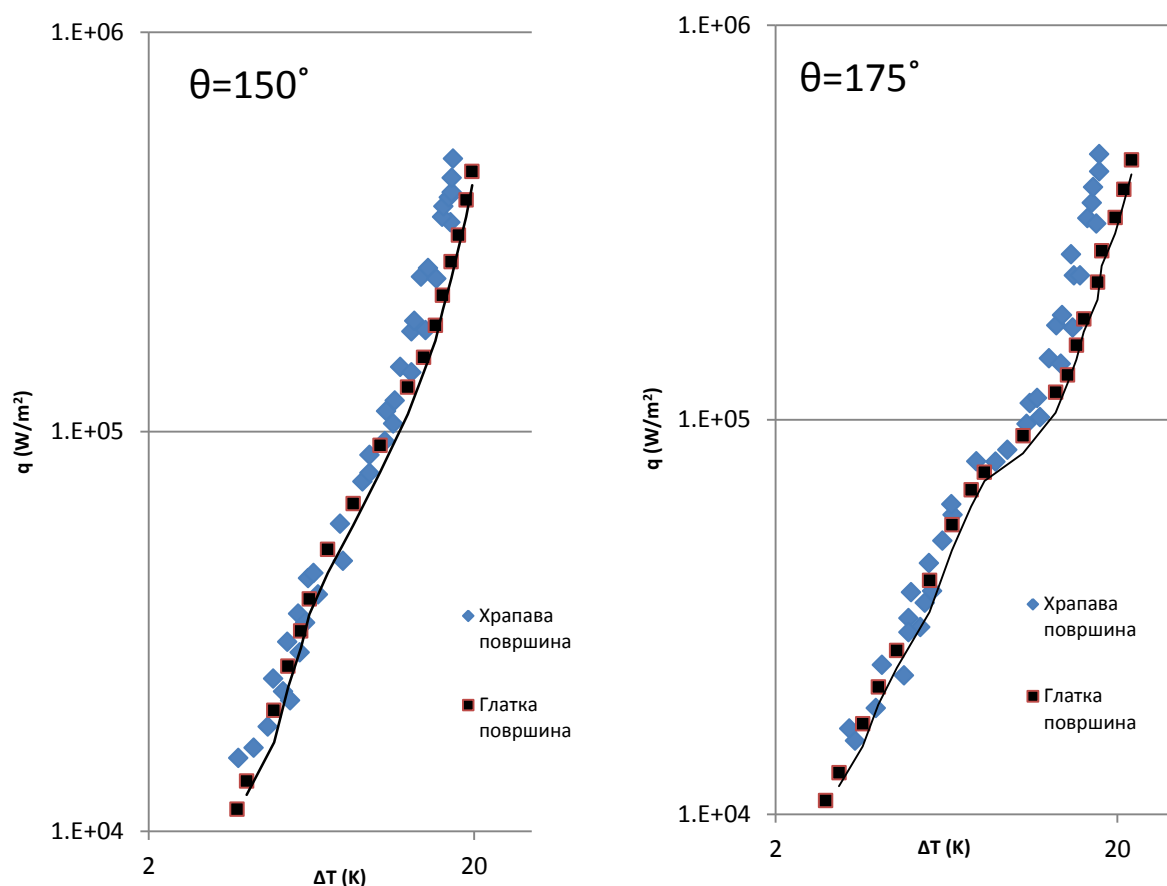 θ=150˚
1.E+06
1.E+05
1.E+04
q (W/m²)
2
20
ΔT (K)
Храпава
површина
Глатка
површина
θ=175˚
1.E+06
1.E+05
1.E+04
q (W/m²)
2
20
ΔT (K)
Храпава
површина
Глатка
површина